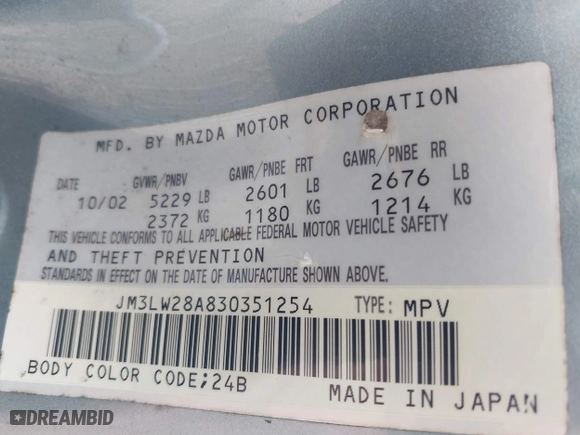 MFD. BY MAZDA MOTOR CORPORATION
DATE GVWR/PNBV GAWR/PNBE FRT GAWR/PNBE RR
10/02 5229 LB 2601 LB 2676 LB
2372 KG 1180 KG 1214 KG
THIS VEHICLE CONFORMS TO ALL APPLICABLE FEDERAL MOTOR VEHICLE SAFETY
AND THEFT PREVENTION
STANDARDS IN EFFECT ON THE DATE OF MANUFACTURE SHOWN ABOVE.
JM3LW28A830351254 TYPE: MPV
BODY COLOR CODE;24B
MADE IN JAPAN
DREAMBID